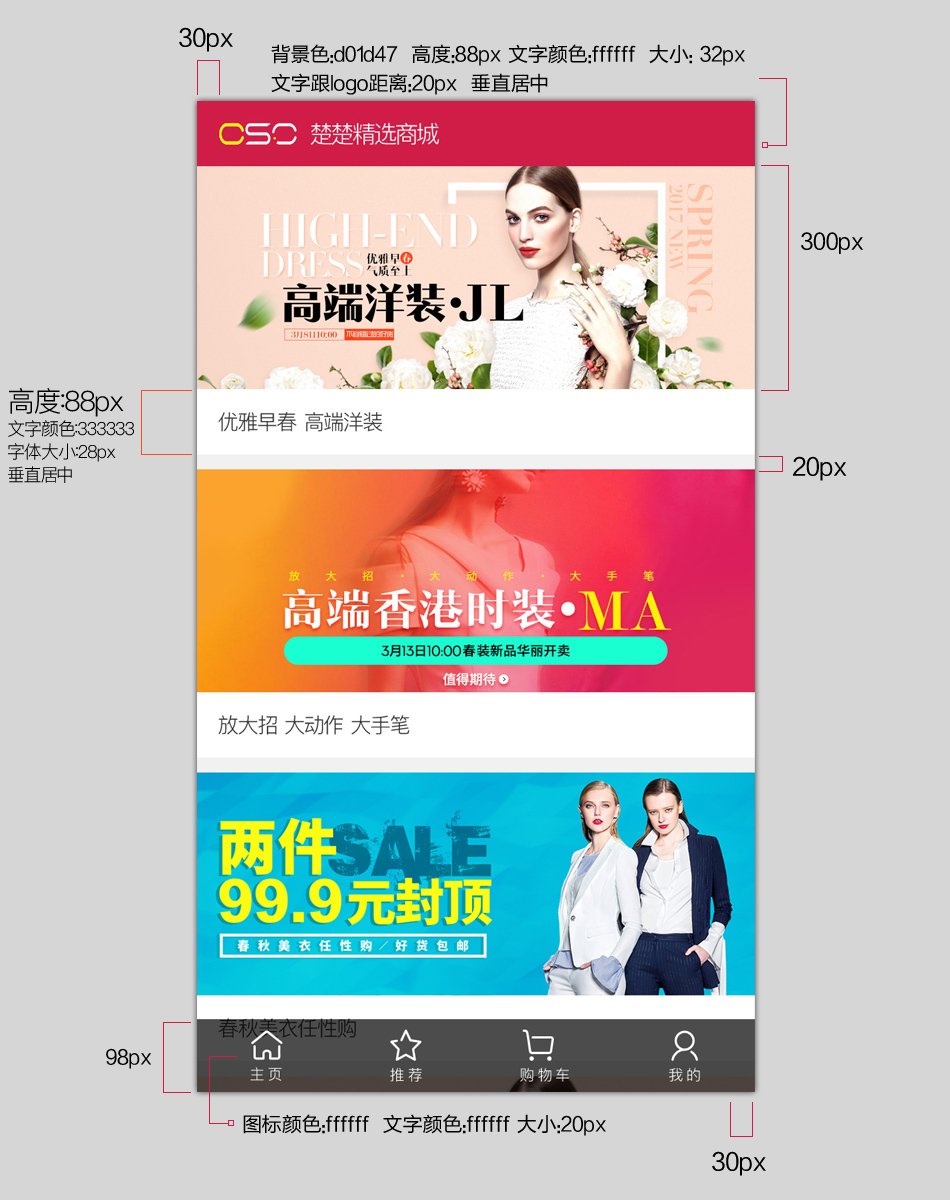 30px
背景色:d01d47 高度:88px 文字颜色:ffffff 大小: 32px
文字跟logo距离:20px 垂直居中
OSC 楚楚精选商城
HIGH-END
DRESS
优雅早春
气质至上
高端洋装·JL
3月8日10:00
SPRING
2017 NEW
300px
高度:88px
文字颜色:333333
字体大小:28px
垂直居中
优雅早春 高端洋装
20px
放大招·大动作·大手笔
高端香港时装·MA
3月13日10:00春装新品华丽开卖
值得期待
放大招 大动作 大手笔
两件SALE
99.9元封顶
春秋美衣任性购/好货包邮
春秋美衣任性购
98px
主页 推荐 购物车 我的
图标颜色:ffffff 文字颜色:ffffff 大小:20px
30px